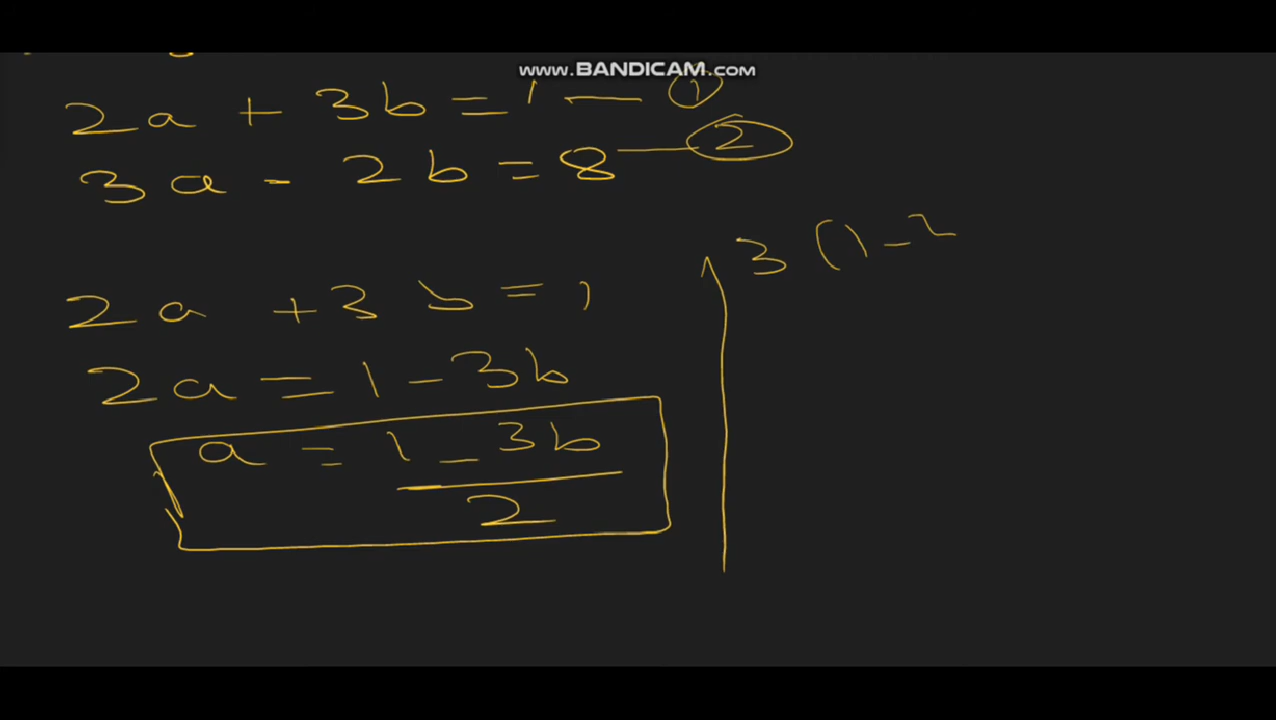 www.BANDICAM.com
2a + 3b = 1 — ①
3a - 2b = 8 — ②
2a + 3b = 1
2a = 1 - 3b
a = 1 - 3b
2
3 (1 -